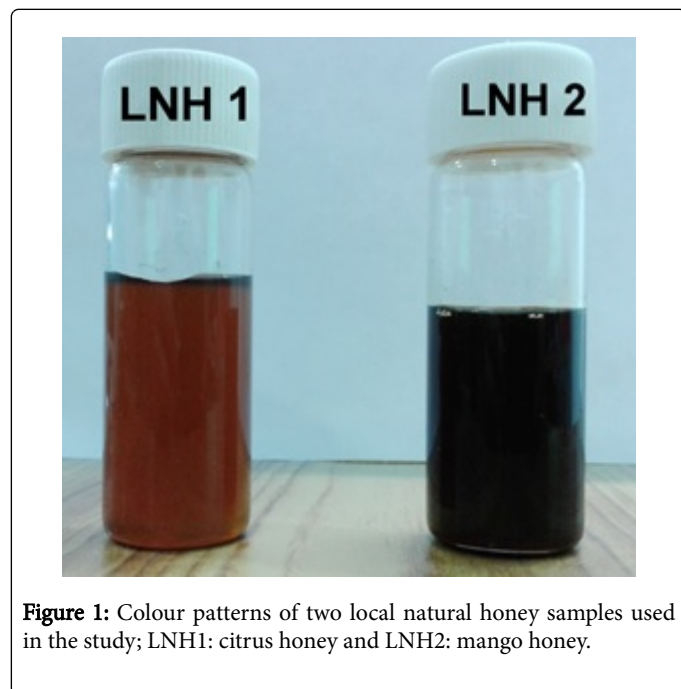 LNH 1
LNH 2
Figure 1: Colour patterns of two local natural honey samples used
in the study; LNH1: citrus honey and LNH2: mango honey.